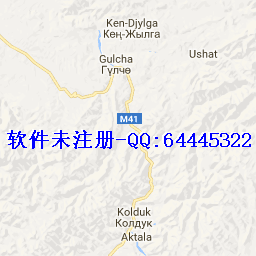 Ken-Djylga
Кең-Жылга
Gulcha
Гүлчө
Ushat
M41
软件未注册-QQ:64445322
Kolduk
Колдук
Aktala